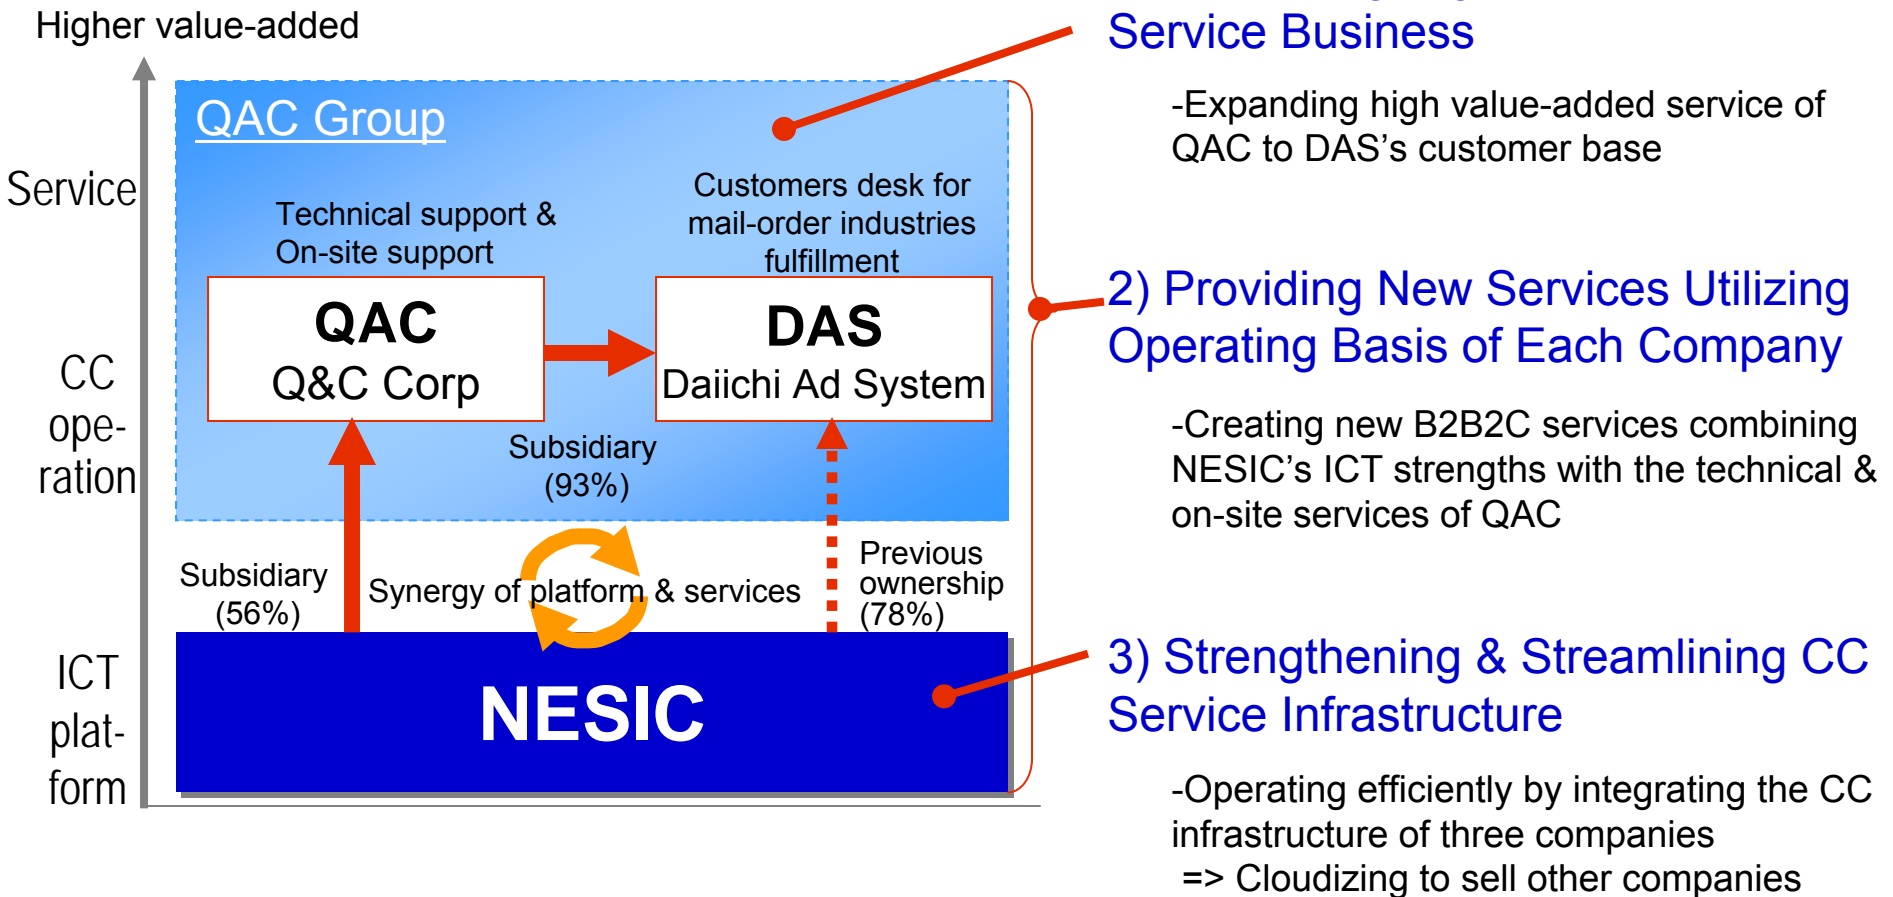 Higher value-added
Service
CC
ope-
ration
ICT
plat-
form
QAC Group
Technical support &
On-site support
Customers desk for
mail-order industries
fulfillment
QAC
Q&C Corp
DAS
Daiichi Ad System
Subsidiary
(93%)
Subsidiary
(56%)
Synergy of platform & services
Previous
ownership
(78%)
NESIC
Service Business
-Expanding high value-added service of
QAC to DAS's customer base
2) Providing New Services Utilizing
Operating Basis of Each Company
-Creating new B2B2C services combining
NESIC's ICT strengths with the technical &
on-site services of QAC
3) Strengthening & Streamlining CC
Service Infrastructure
-Operating efficiently by integrating the CC
infrastructure of three companies
=> Cloudizing to sell other companies